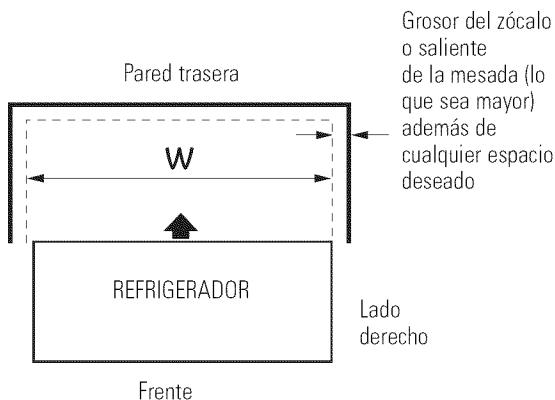 Grosor del zócalo
o saliente
de la mesada (lo
que sea mayor)
además de
cualquier espacio
deseado
Pared trasera
W
REFRIGERADOR
Lado
derecho
Frente